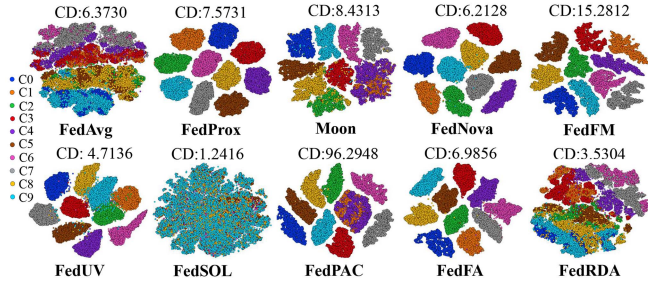 CD:6.3730 CD:7.5731 CD:8.4313 CD:6.2128 CD:15.2812
C0
C1
C2
C3
C4
C5
C6
C7
C8
C9
FedAvg FedProx Moon FedNova FedFM
CD: 4.7136 CD:1.2416 CD:96.2948 CD:6.9856 CD:3.5304
FedUV FedSOL FedPAC FedFA FedRDA